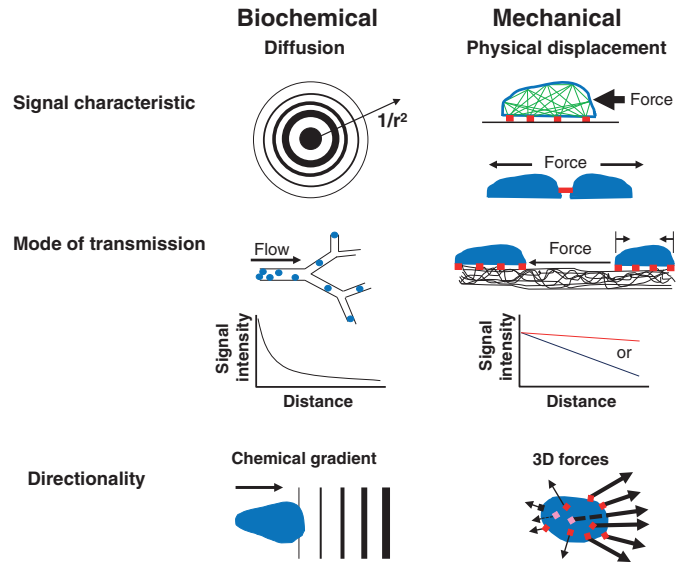 Biochemical
Mechanical
Diffusion
Physical displacement
Signal characteristic
1/r²
Force
Force
Mode of transmission
Flow
Force
Signal
intensity
Distance
Signal
intensity
or
Distance
Directionality
Chemical gradient
3D forces